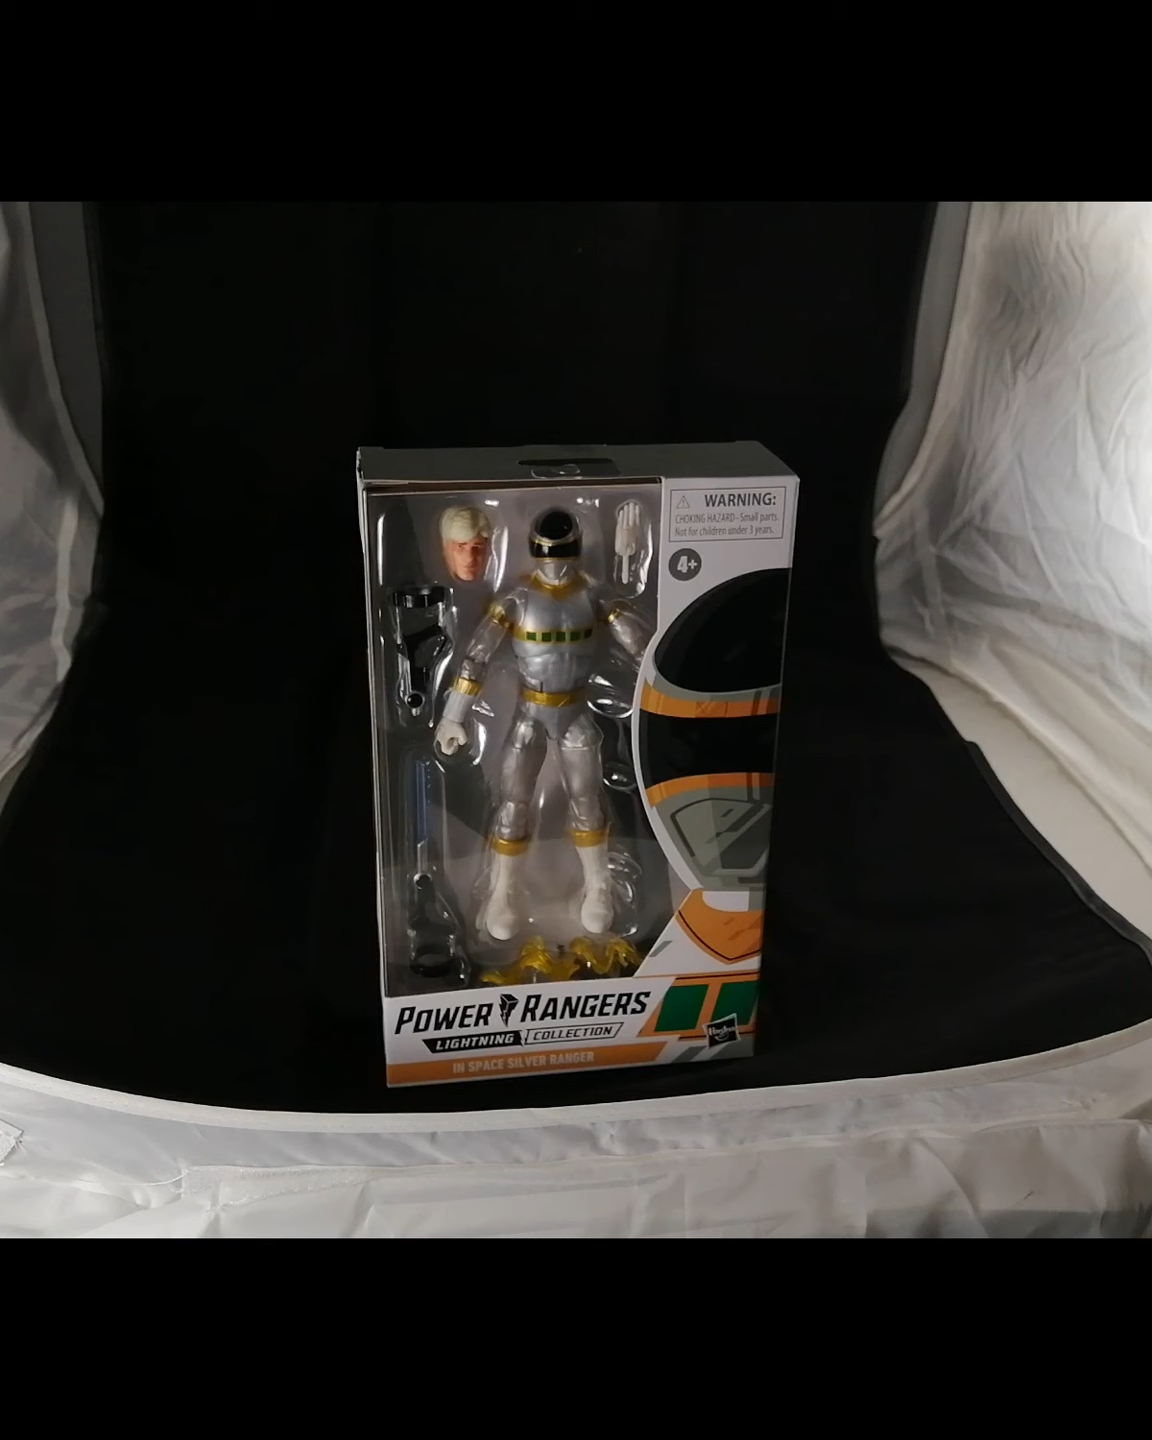 WARNING:
CHOKING HAZARD - Small parts.
Not for children under 3 years.
4+
POWER RANGERS
LIGHTNING COLLECTION
Hasbro
IN SPACE SILVER RANGER